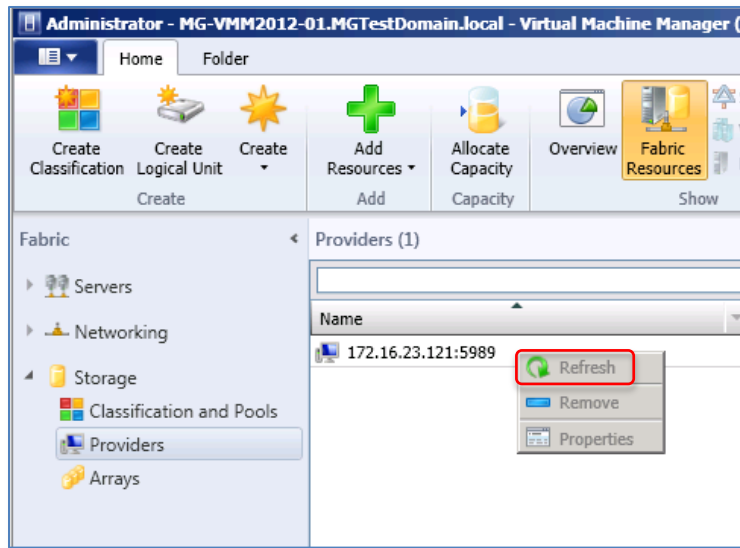 Administrator - MG-VMM2012-01.MGTestDomain.local - Virtual Machine Manager (
Home Folder
Create Classification
Create Logical Unit
Create
Add Resources
Allocate Capacity
Overview
Fabric Resources
Create Add Capacity Show
Fabric
Providers (1)
Servers
Networking
Storage
Classification and Pools
Providers
Arrays
Name
172.16.23.121:5989
Refresh
Remove
Properties